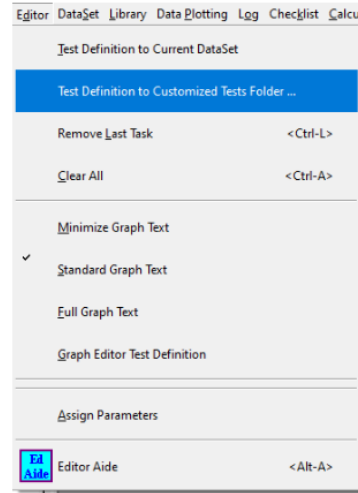 Editor DataSet Library Data Plotting Log Checklist Calcu
Test Definition to Current DataSet
Test Definition to Customized Tests Folder ...
Remove Last Task <Ctrl-L>
Clear All <Ctrl-A>
Minimize Graph Text
Standard Graph Text
Full Graph Text
Graph Editor Test Definition
Assign Parameters
Ed
Aide
Editor Aide <Alt-A>